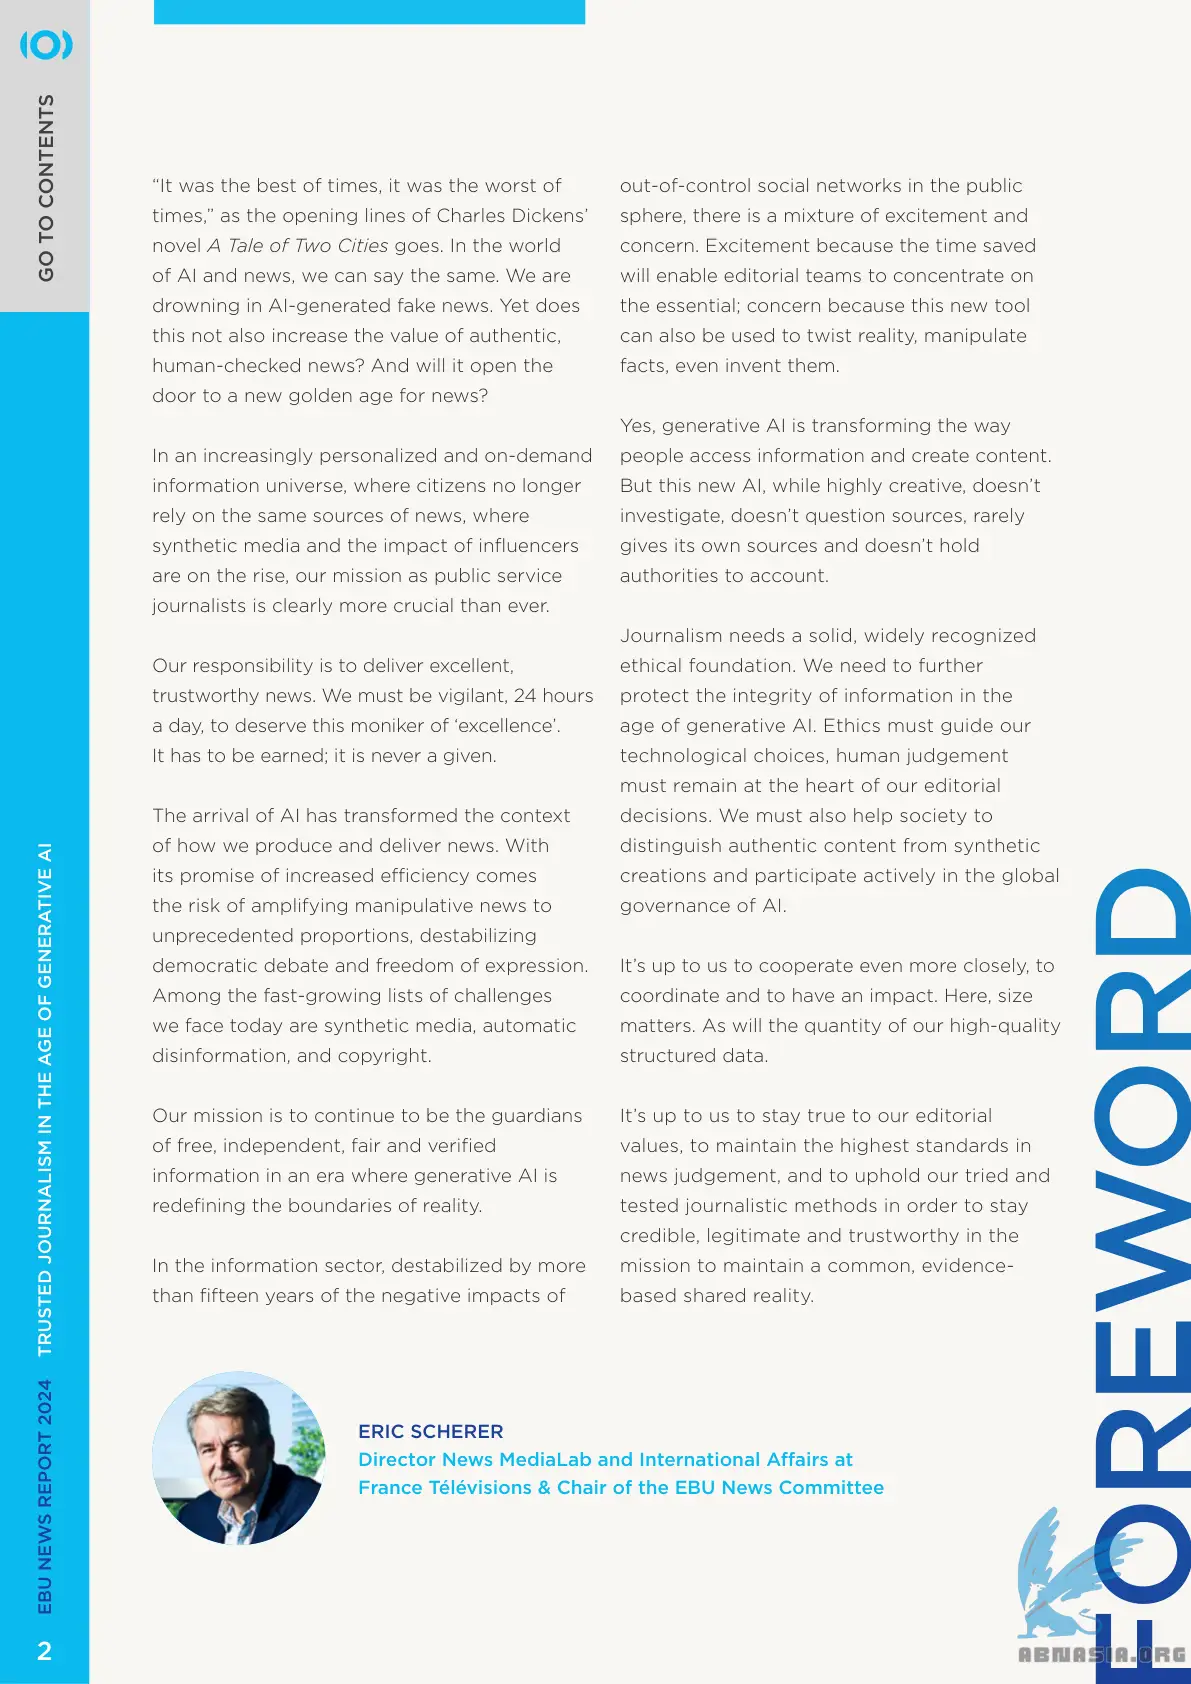 GO TO CONTENTS
“It was the best of times, it was the worst of
times,” as the opening lines of Charles Dickens’
novel A Tale of Two Cities goes. In the world
of AI and news, we can say the same. We are
drowning in AI-generated fake news. Yet does
this not also increase the value of authentic,
human-checked news? And will it open the
door to a new golden age for news?
In an increasingly personalized and on-demand
information universe, where citizens no longer
rely on the same sources of news, where
synthetic media and the impact of influencers
are on the rise, our mission as public service
journalists is clearly more crucial than ever.
Our responsibility is to deliver excellent,
trustworthy news. We must be vigilant, 24 hours
a day, to deserve this moniker of ‘excellence’.
It has to be earned; it is never a given.
The arrival of AI has transformed the context
of how we produce and deliver news. With
its promise of increased efficiency comes
the risk of amplifying manipulative news to
unprecedented proportions, destabilizing
democratic debate and freedom of expression.
Among the fast-growing lists of challenges
we face today are synthetic media, automatic
disinformation, and copyright.
Our mission is to continue to be the guardians
of free, independent, fair and verified
information in an era where generative AI is
redefining the boundaries of reality.
In the information sector, destabilized by more
than fifteen years of the negative impacts of
out-of-control social networks in the public
sphere, there is a mixture of excitement and
concern. Excitement because the time saved
will enable editorial teams to concentrate on
the essential; concern because this new tool
can also be used to twist reality, manipulate
facts, even invent them.
Yes, generative AI is transforming the way
people access information and create content.
But this new AI, while highly creative, doesn’t
investigate, doesn’t question sources, rarely
gives its own sources and doesn’t hold
authorities to account.
Journalism needs a solid, widely recognized
ethical foundation. We need to further
protect the integrity of information in the
age of generative AI. Ethics must guide our
technological choices, human judgement
must remain at the heart of our editorial
decisions. We must also help society to
distinguish authentic content from synthetic
creations and participate actively in the global
governance of AI.
It’s up to us to cooperate even more closely, to
coordinate and to have an impact. Here, size
matters. As will the quantity of our high-quality
structured data.
It’s up to us to stay true to our editorial
values, to maintain the highest standards in
news judgement, and to uphold our tried and
tested journalistic methods in order to stay
credible, legitimate and trustworthy in the
mission to maintain a common, evidence-
based shared reality.
ERIC SCHERER
Director News MediaLab and International Affairs at
France Télévisions & Chair of the EBU News Committee
FOREWORD
EBU NEWS REPORT 2024 TRUSTED JOURNALISM IN THE AGE OF GENERATIVE AI
2
ABNASIA.ORG